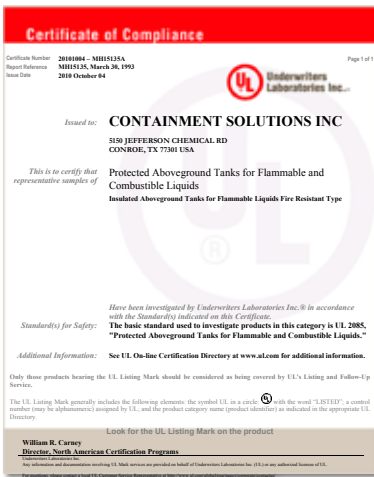 Certificate of Compliance
Certificate Number 20101004 – MH15135A
Page 1 of 1
Report Reference MH15135, March 30, 1993
Issue Date 2010 October 04
UL
Underwriters
Laboratories Inc.®
Issued to: CONTAINMENT SOLUTIONS INC
5150 JEFFERSON CHEMICAL RD
CONROE, TX 77301 USA
This is to certify that representative samples of
Protected Aboveground Tanks for Flammable and
Combustible Liquids
Insulated Aboveground Tanks for Flammable Liquids Fire Resistant Type
Have been investigated by Underwriters Laboratories Inc.® in accordance
with the Standard(s) indicated on this Certificate.
Standard(s) for Safety: The basic standard used to investigate products in this category is UL 2085,
"Protected Aboveground Tanks for Flammable and Combustible Liquids."
Additional Information: See UL On-line Certification Directory at www.ul.com for additional information.
Only those products bearing the UL Listing Mark should be considered as being covered by UL's Listing and Follow-Up
Service.
The UL Listing Mark generally includes the following elements: the symbol UL in a circle: UL with the word "LISTED"; a control
number (may be alphanumeric) assigned by UL; and the product category name (product identifier) as indicated in the appropriate UL
Directory.
Look for the UL Listing Mark on the product
William R. Carney
Director, North American Certification Programs
Underwriters Laboratories Inc.
Any information and documentation involving UL Mark services are provided on behalf of Underwriters Laboratories Inc. (UL) or any authorized licensee of UL.